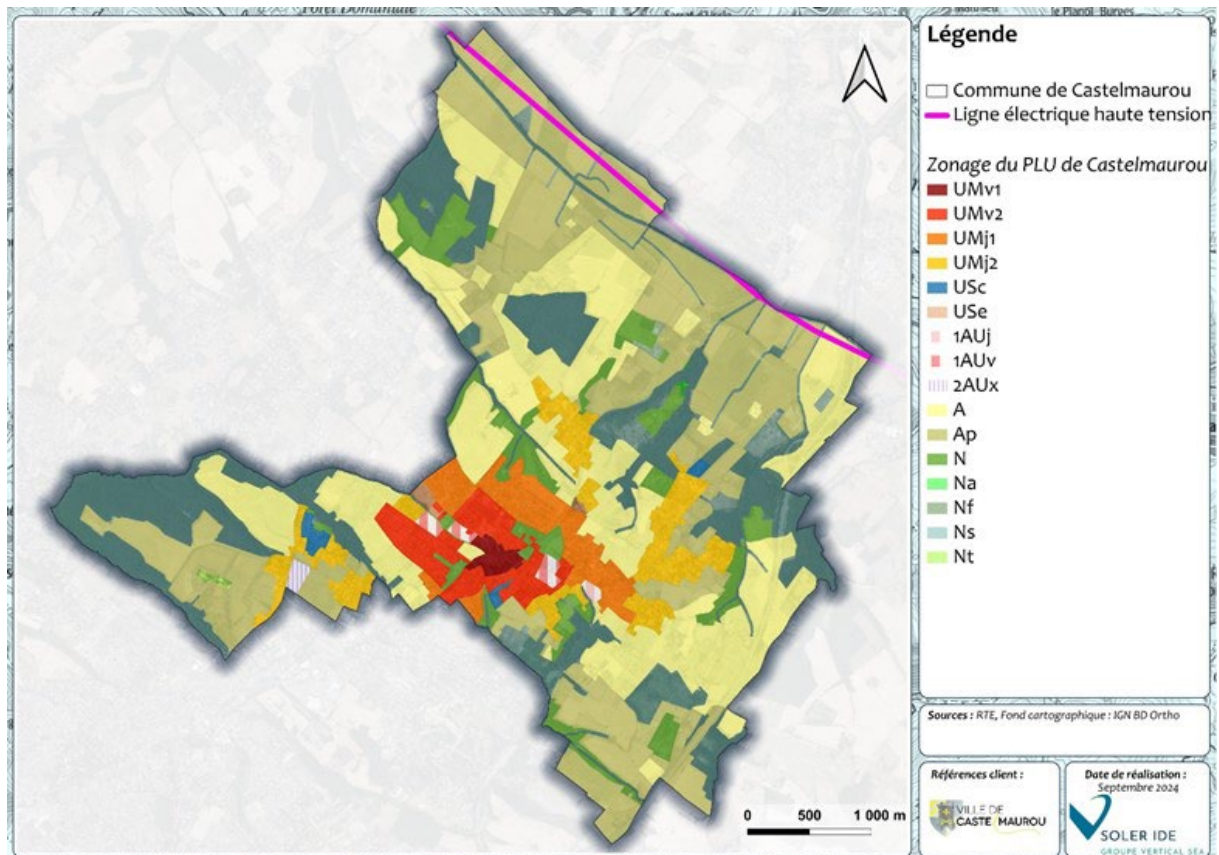 Forêt Domaniale
le Planol Burges
Légende
Commune de Castelmaurou
Ligne électrique haute tension
Zonage du PLU de Castelmaurou
UMv1
UMv2
UMj1
UMj2
USc
USe
1AUj
1AUv
2AUx
A
Ap
N
Na
Nf
Ns
Nt
0 500 1 000 m
Sources : RTE, Fond cartographique : IGN BD Ortho
Références client :
VILLE DE
CASTELMAUROU
Date de réalisation :
Septembre 2024
SOLER IDE
GROUPE VERTICAL SEA